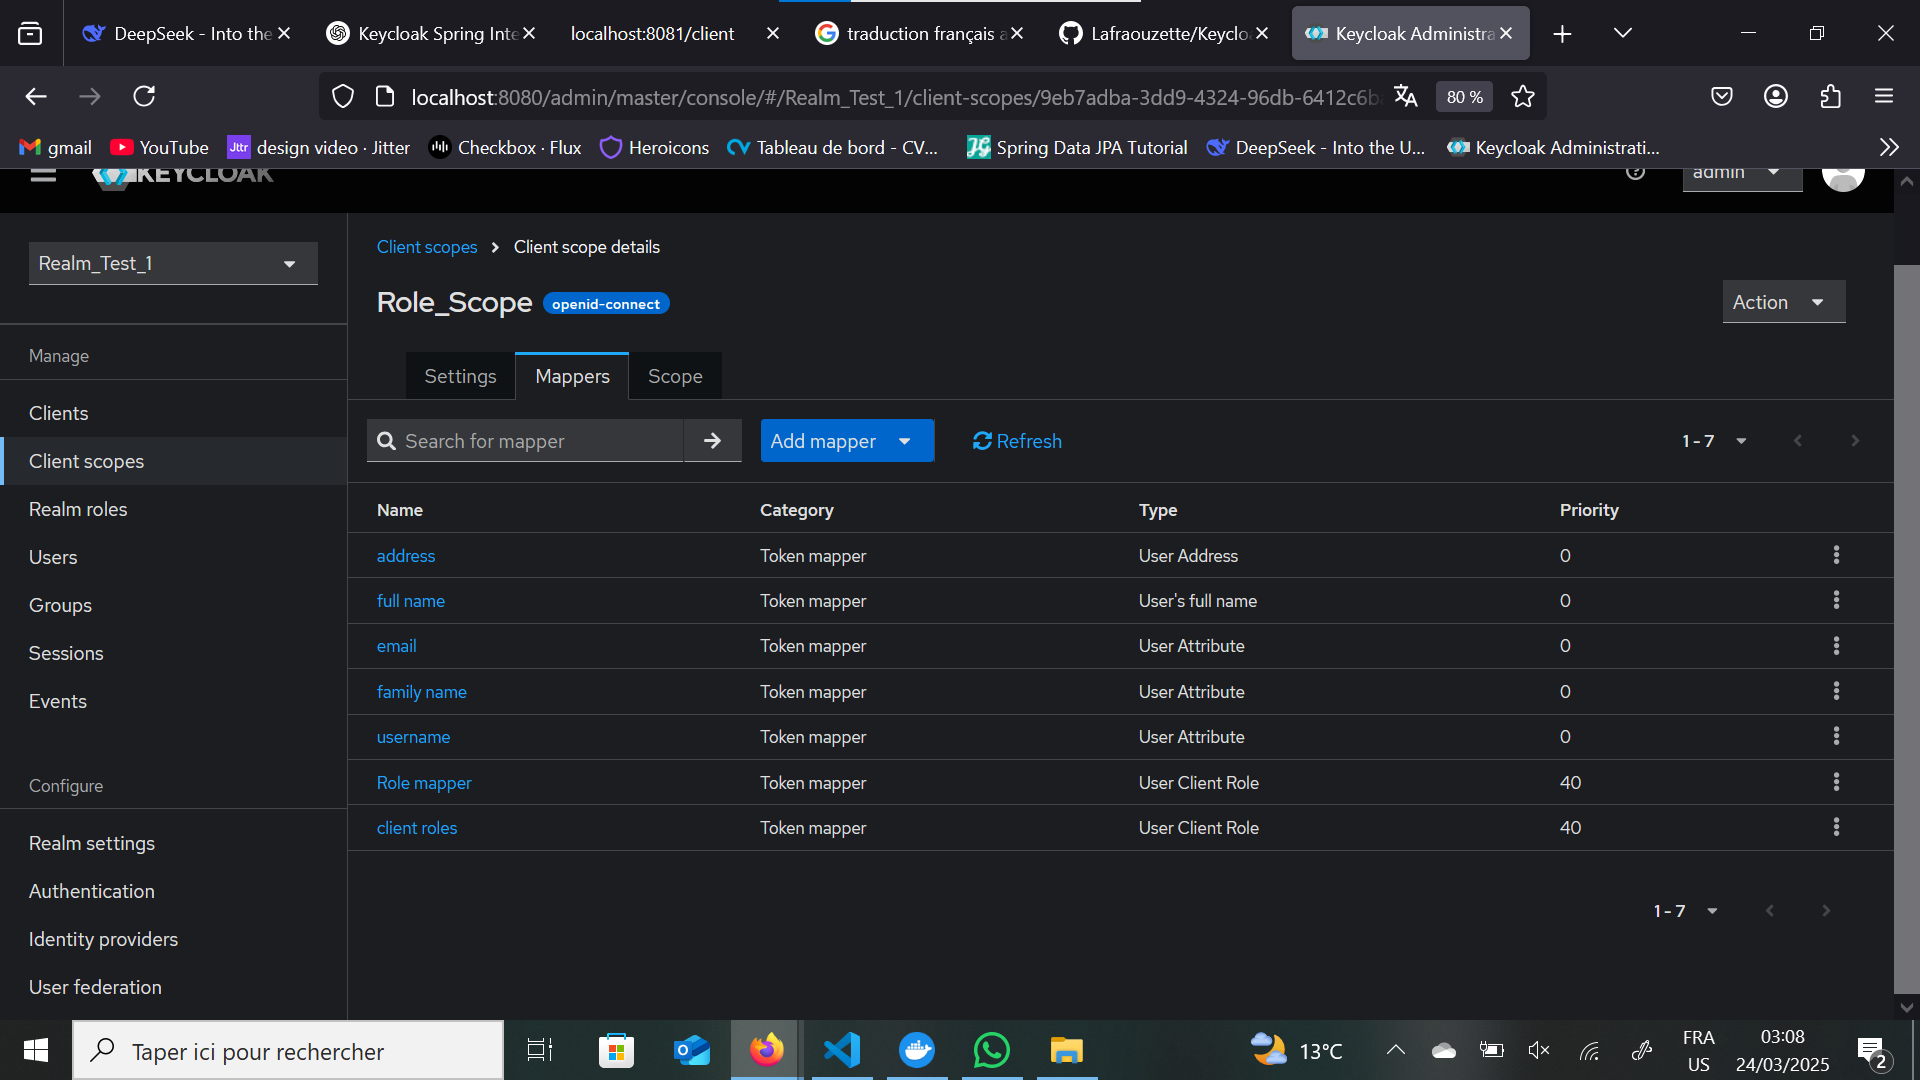 DeepSeek - Into the
Keycloak Spring Inte
localhost:8081/client
traduction français a
Lafraouzette/Keyclo
Keycloak Administra
localhost:8080/admin/master/console/#/Realm_Test_1/client-scopes/9eb7adba-3dd9-4324-96db-6412c6b
80 %
gmail
YouTube
Jttr
design video · Jitter
Checkbox · Flux
Heroicons
Tableau de bord - CV...
Spring Data JPA Tutorial
DeepSeek - Into the U...
Keycloak Administrati...
KEYCLOAK
admin
Realm_Test_1
Manage
Clients
Client scopes
Realm roles
Users
Groups
Sessions
Events
Configure
Realm settings
Authentication
Identity providers
User federation
Client scopes
Client scope details
Role_Scope
openid-connect
Action
Settings
Mappers
Scope
Search for mapper
Add mapper
Refresh
1 - 7
Name Category Type Priority
address Token mapper User Address 0
full name Token mapper User's full name 0
email Token mapper User Attribute 0
family name Token mapper User Attribute 0
username Token mapper User Attribute 0
Role mapper Token mapper User Client Role 40
client roles Token mapper User Client Role 40
1 - 7
Taper ici pour rechercher
13°C
FRA
US
03:08
24/03/2025
2